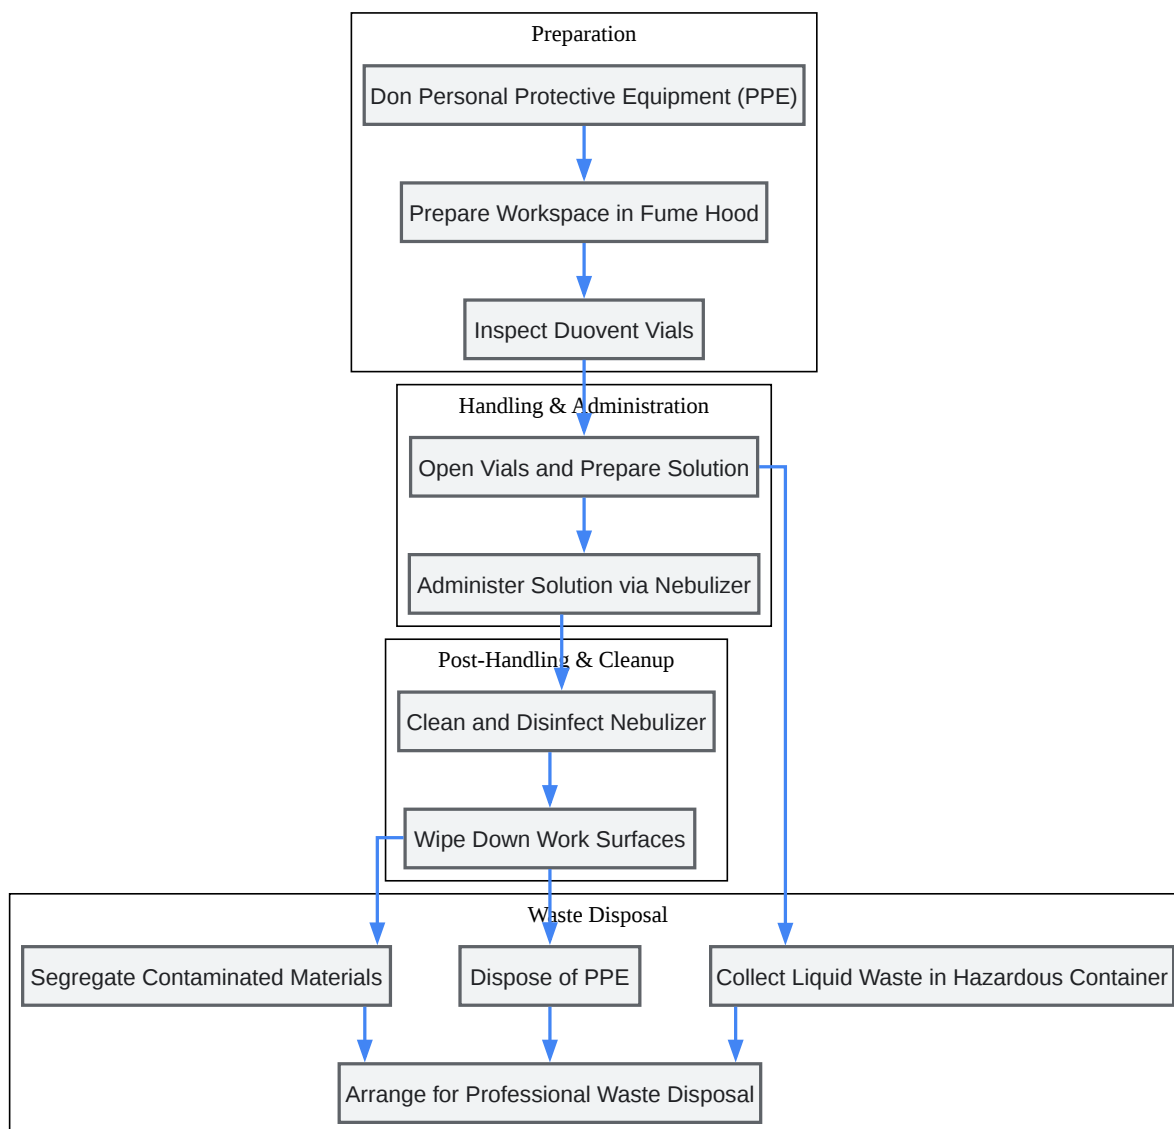 Preparation
Don Personal Protective Equipment (PPE)
Prepare Workspace in Fume Hood
Inspect Duovent Vials
Handling & Administration
Open Vials and Prepare Solution
Administer Solution via Nebulizer
Post-Handling & Cleanup
Clean and Disinfect Nebulizer
Wipe Down Work Surfaces
Waste Disposal
Segregate Contaminated Materials
Dispose of PPE
Collect Liquid Waste in Hazardous Container
Arrange for Professional Waste Disposal